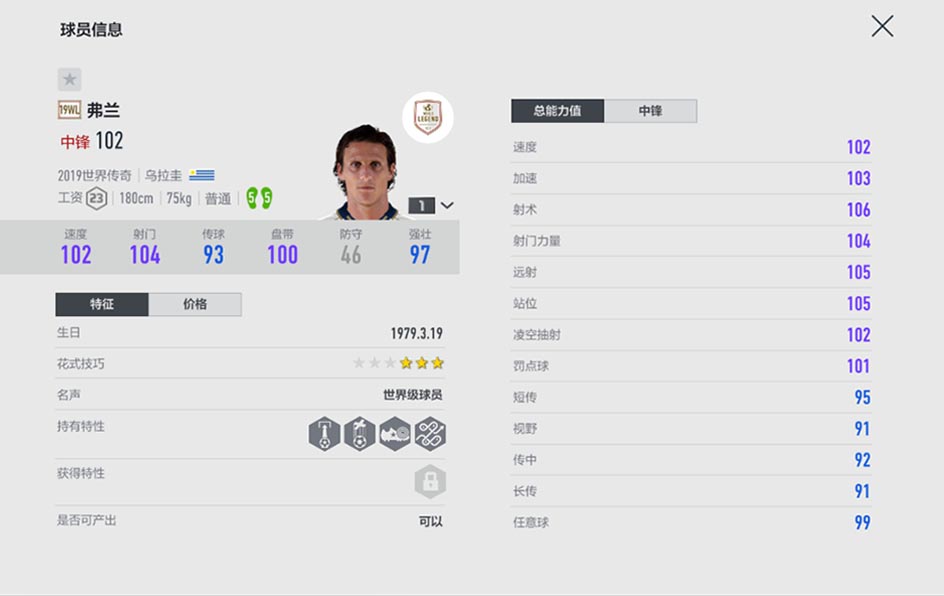 球员信息
19WL 弗兰
中锋 102
2019世界传奇 乌拉圭
工资 23 180cm 75kg 普通 5 5
LEGEND
1
速度 射门 传球 盘带 防守 强壮
102 104 93 100 46 97
特征 价格
生日 1979.3.19
花式技巧
名声 世界级球员
持有特性
获得特性
是否可产出 可以
总能力值 中锋
速度 102
加速 103
射术 106
射门力量 104
远射 105
站位 105
凌空抽射 102
罚点球 101
短传 95
视野 91
传中 92
长传 91
任意球 99